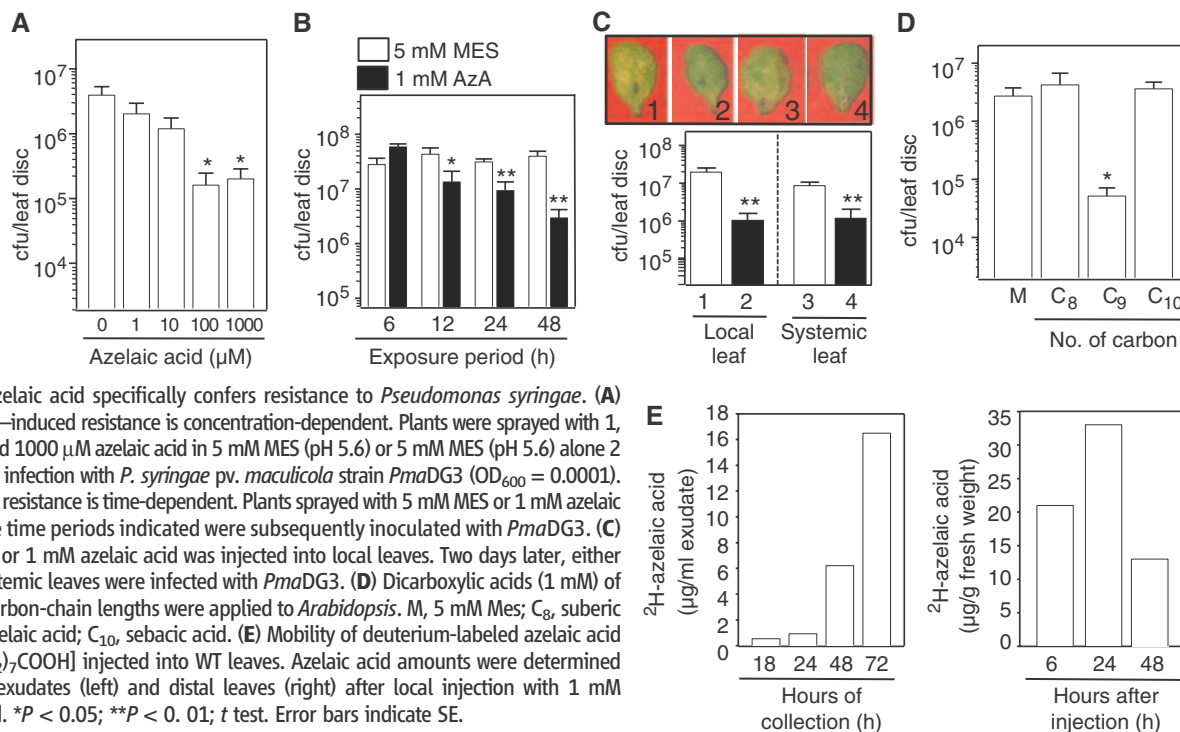 A
10⁷
10⁶
10⁵
10⁴
cfu/leaf disc
* *
0 1 10 100 1000
Azelaic acid (µM)
B
5 mM MES
1 mM AzA
10⁸
10⁷
10⁶
10⁵
cfu/leaf disc
* ** **
6 12 24 48
Exposure period (h)
C
1 2 3 4
10⁸
10⁷
10⁶
10⁵
cfu/leaf disc
** **
1 2 3 4
Local leaf
Systemic leaf
D
10⁷
10⁶
10⁵
10⁴
cfu/leaf disc
*
M C₈ C₉ C₁₀
No. of carbon
zelaic acid specifically confers resistance to Pseudomonas syringae. (A)
–induced resistance is concentration-dependent. Plants were sprayed with 1,
d 1000 µM azelaic acid in 5 mM MES (pH 5.6) or 5 mM MES (pH 5.6) alone 2
infection with P. syringae pv. maculicola strain PmaDG3 (OD₆₀₀ = 0.0001).
resistance is time-dependent. Plants sprayed with 5 mM MES or 1 mM azelaic
e time periods indicated were subsequently inoculated with PmaDG3. (C)
or 1 mM azelaic acid was injected into local leaves. Two days later, either
temic leaves were infected with PmaDG3. (D) Dicarboxylic acids (1 mM) of
arbon-chain lengths were applied to Arabidopsis. M, 5 mM Mes; C₈, suberic
elaic acid; C₁₀, sebacic acid. (E) Mobility of deuterium-labeled azelaic acid
₂)₇COOH] injected into WT leaves. Azelaic acid amounts were determined
exudates (left) and distal leaves (right) after local injection with 1 mM
d. *P < 0.05; **P < 0. 01; t test. Error bars indicate SE.
E
18
16
14
12
10
8
6
4
2
0
²H-azelaic acid
(µg/ml exudate)
18 24 48 72
Hours of
collection (h)
35
30
25
20
15
10
5
0
²H-azelaic acid
(µg/g fresh weight)
6 24 48
Hours after
injection (h)